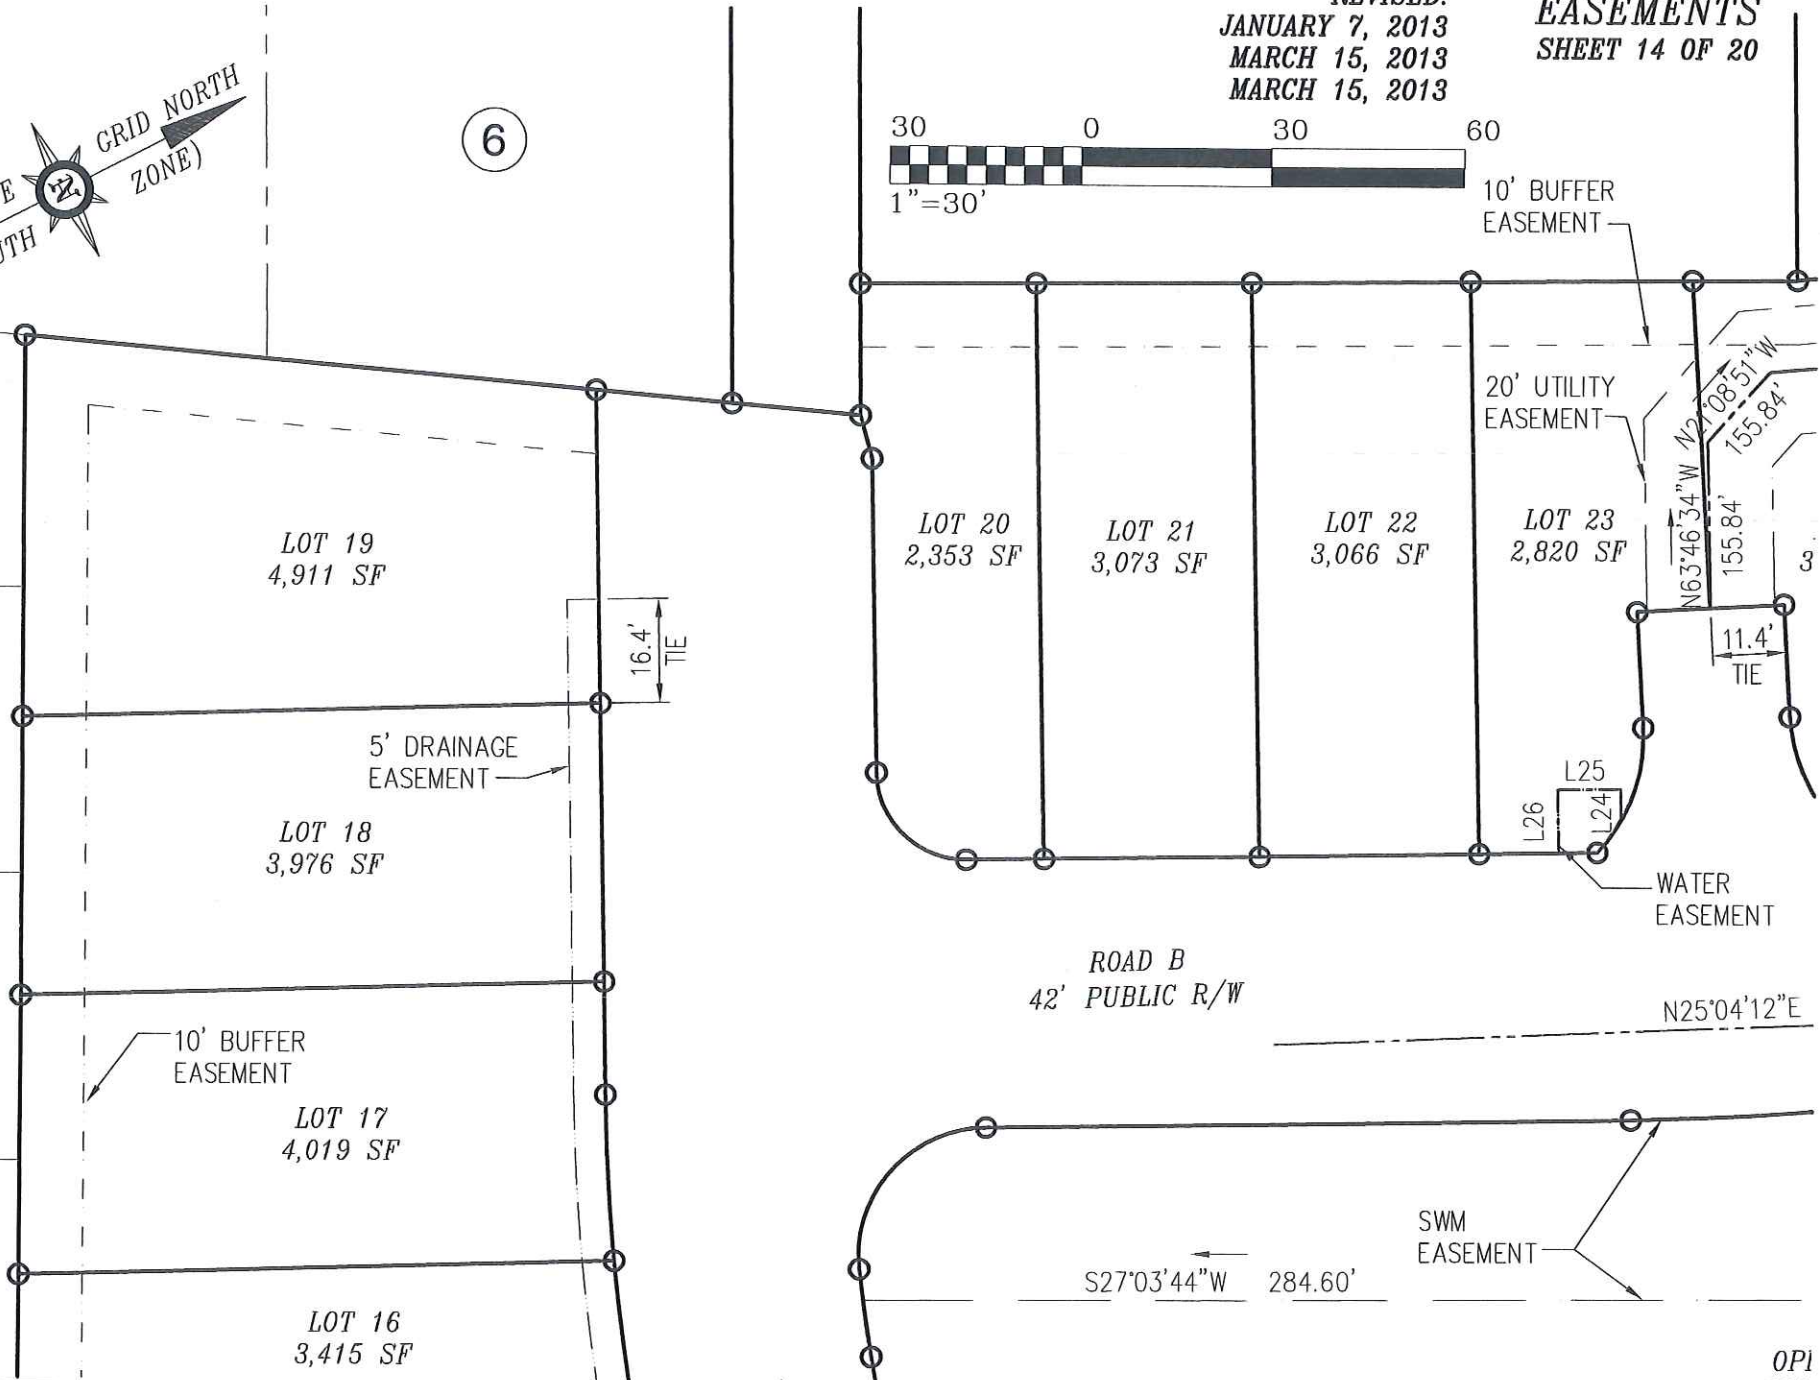 REVISED:
JANUARY 7, 2013
MARCH 15, 2013
MARCH 15, 2013
EASEMENTS
SHEET 14 OF 20
GRID NORTH
ZONE)
N
6
30 0 30 60
1"=30'
10' BUFFER
EASEMENT
20' UTILITY
EASEMENT
N21°08'51"W
155.84'
N63°46'34"W
155.84'
LOT 19
4,911 SF
LOT 20
2,353 SF
LOT 21
3,073 SF
LOT 22
3,066 SF
LOT 23
2,820 SF
3
16.4'
TIE
11.4'
TIE
5' DRAINAGE
EASEMENT
L25
L26
L24
LOT 18
3,976 SF
WATER
EASEMENT
ROAD B
42' PUBLIC R/W
N25°04'12"E
10' BUFFER
EASEMENT
LOT 17
4,019 SF
SWM
EASEMENT
S27°03'44"W 284.60'
LOT 16
3,415 SF